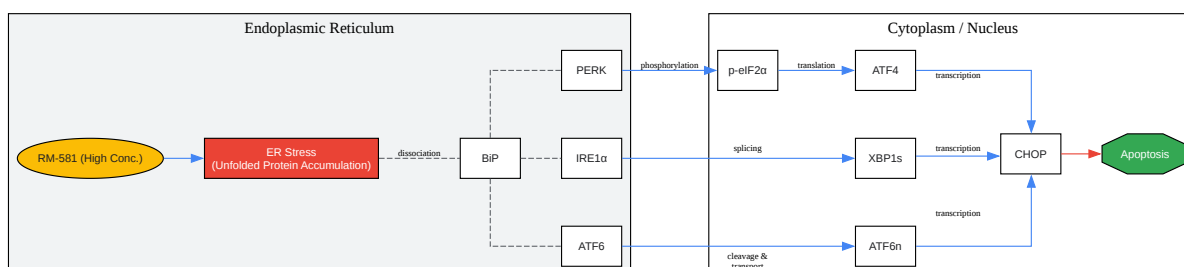 Endoplasmic Reticulum
Cytoplasm / Nucleus
PERK
phosphorylation
p-eIF2α
translation
ATF4
transcription
RM-581 (High Conc.)
ER Stress
(Unfolded Protein Accumulation)
dissociation
BiP
IRE1α
splicing
XBP1s
transcription
CHOP
Apoptosis
transcription
ATF6
cleavage &
transport
ATF6n